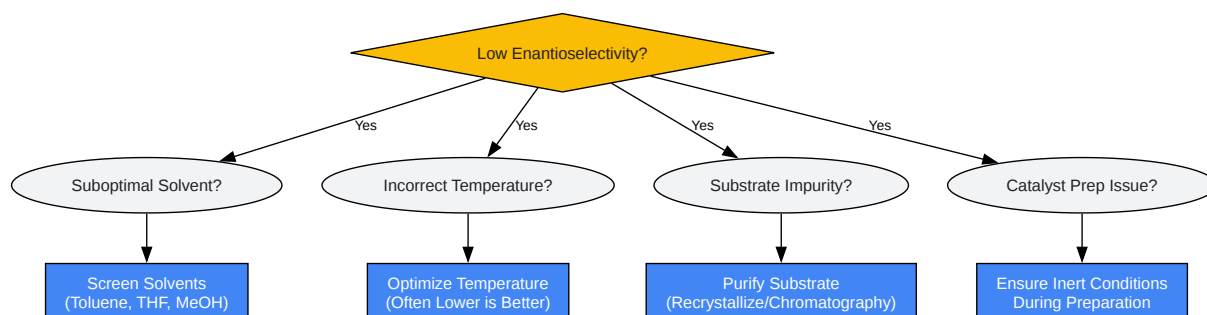 Low Enantioselectivity?
Yes
Yes
Yes
Yes
Suboptimal Solvent?
Incorrect Temperature?
Substrate Impurity?
Catalyst Prep Issue?
Screen Solvents
(Toluene, THF, MeOH)
Optimize Temperature
(Often Lower is Better)
Purify Substrate
(Recrystallize/Chromatography)
Ensure Inert Conditions
During Preparation